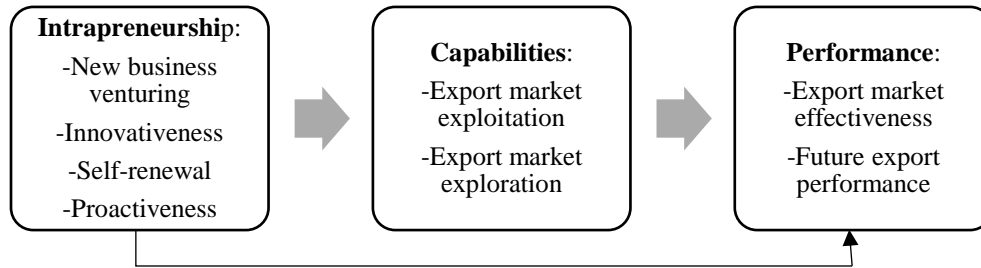 Intrapreneurship:
-New business
venturing
-Innovativeness
-Self-renewal
-Proactiveness
Capabilities:
-Export market
exploitation
-Export market
exploration
Performance:
-Export market
effectiveness
-Future export
performance